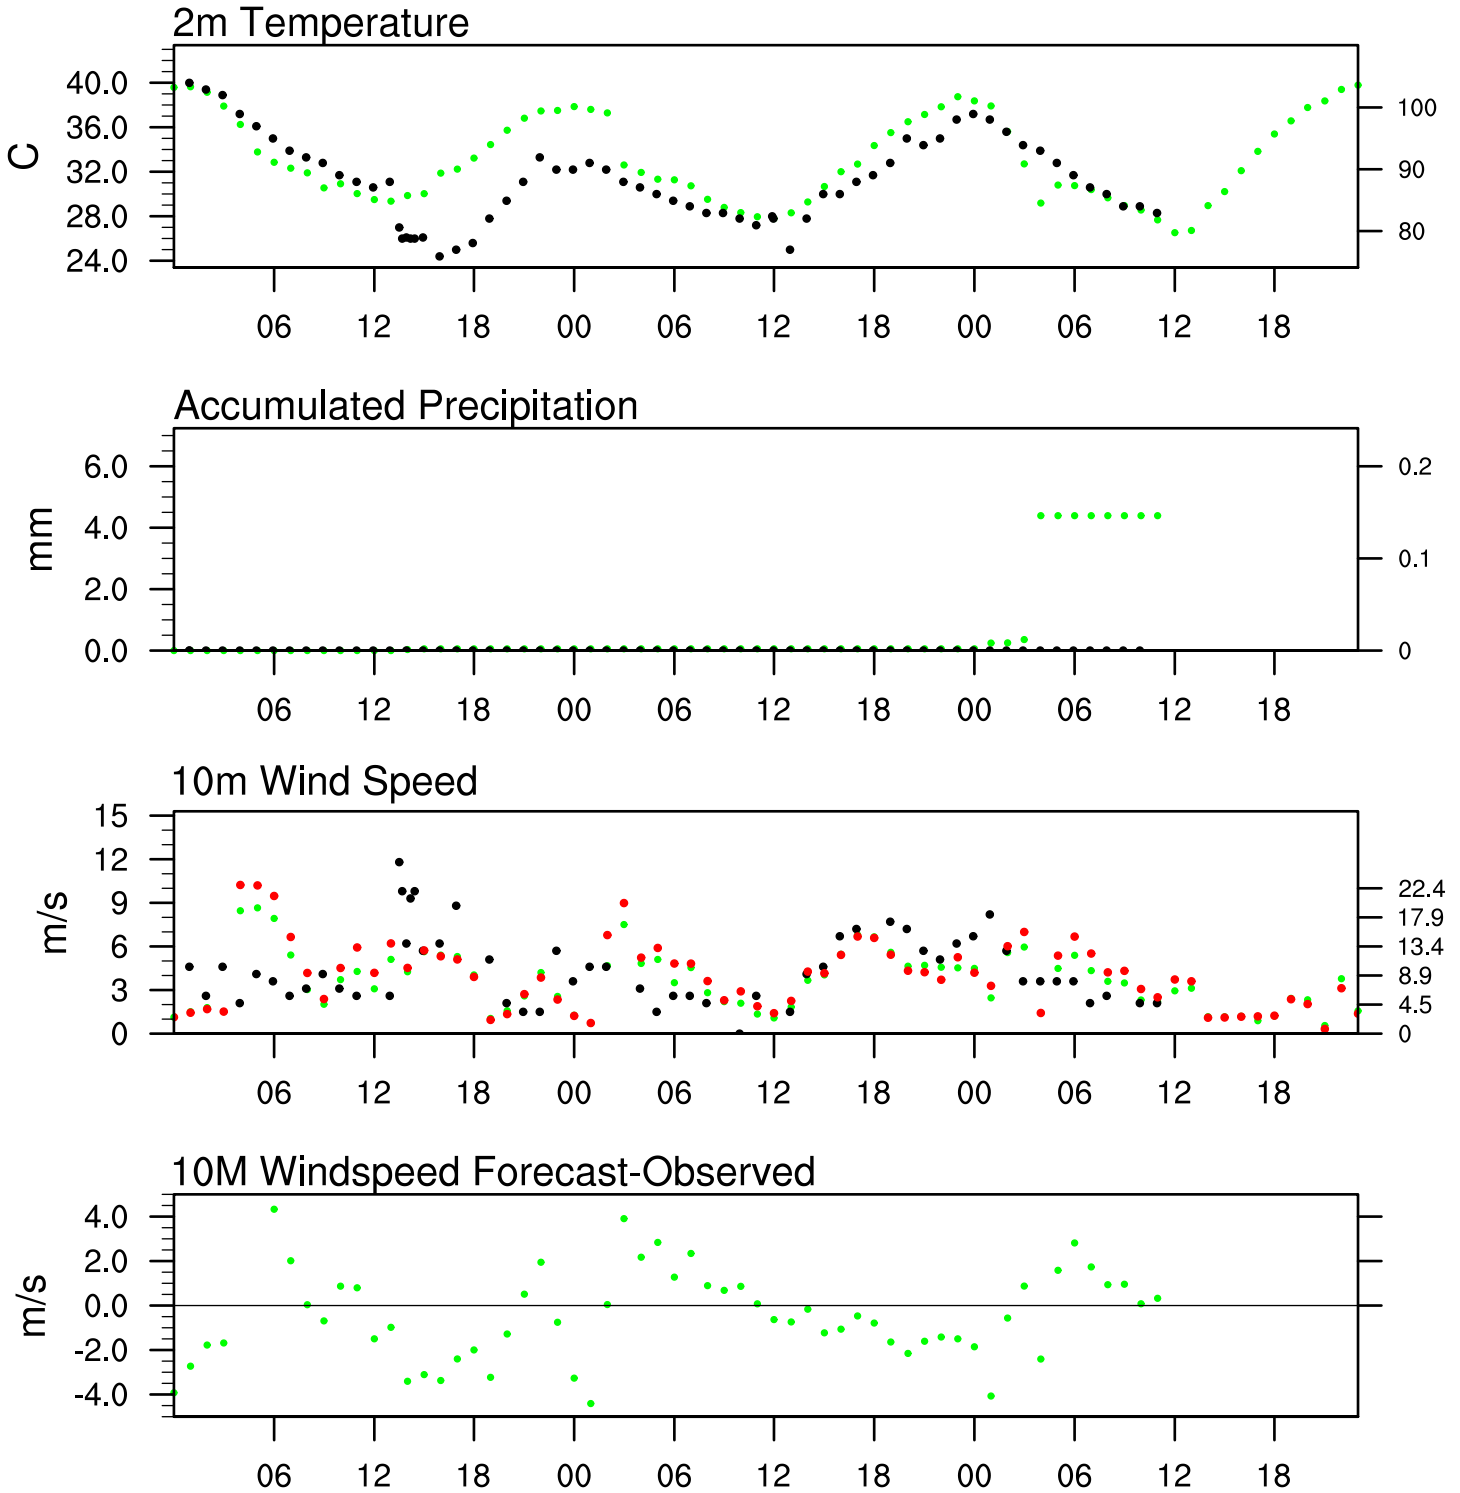 2m Temperature
40.0
36.0
32.0
28.0
24.0
C
100
90
80
06 12 18 00 06 12 18 00 06 12 18
Accumulated Precipitation
6.0
4.0
2.0
0.0
mm
0.2
0.1
0
06 12 18 00 06 12 18 00 06 12 18
10m Wind Speed
15
12
9
6
3
0
m/s
22.4
17.9
13.4
8.9
4.5
0
06 12 18 00 06 12 18 00 06 12 18
10M Windspeed Forecast-Observed
4.0
2.0
0.0
-2.0
-4.0
m/s
06 12 18 00 06 12 18 00 06 12 18